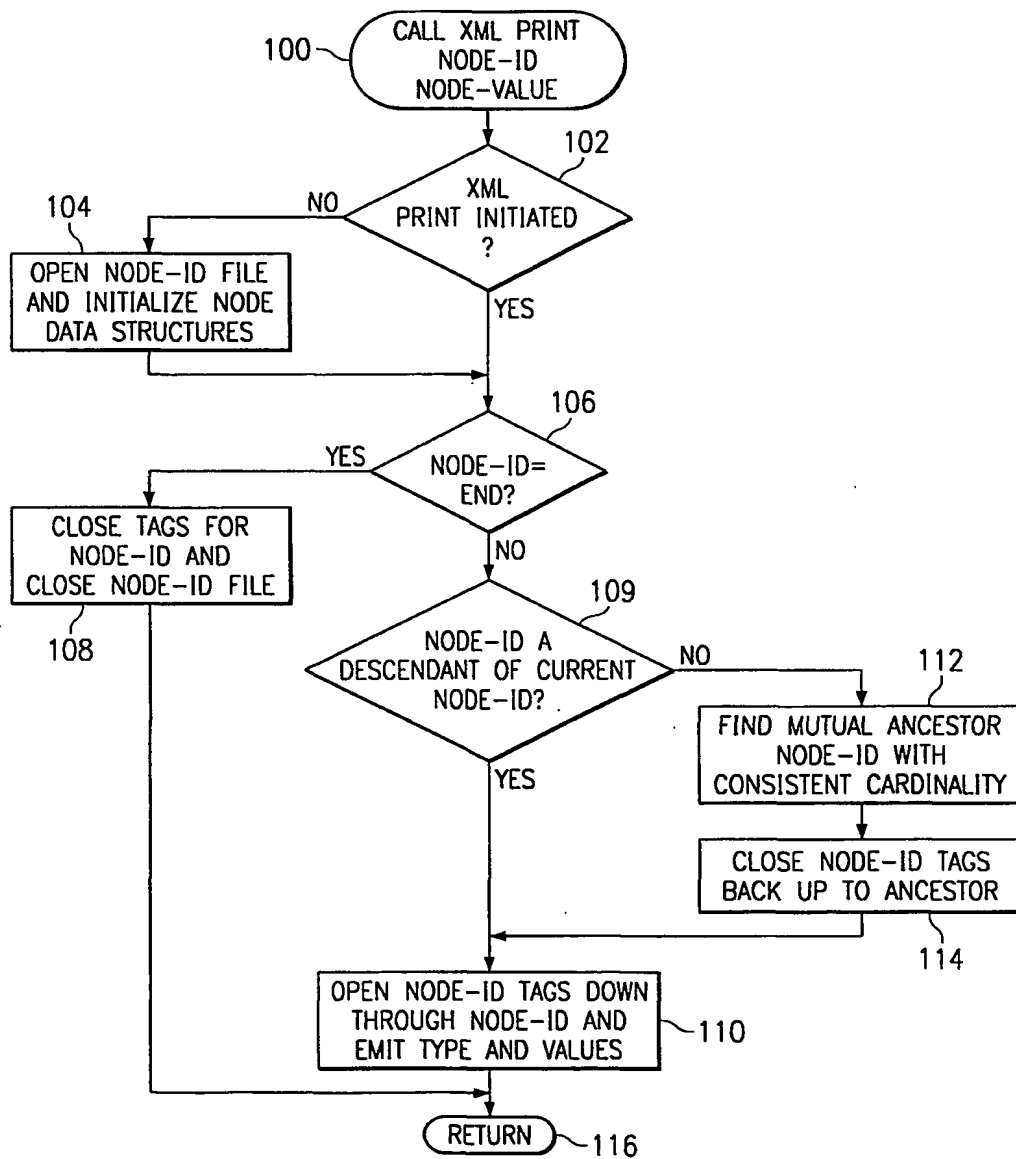 100
CALL XML PRINT
NODE-ID
NODE-VALUE
102
XML
PRINT INITIATED
?
NO
YES
104
OPEN NODE-ID FILE
AND INITIALIZE NODE
DATA STRUCTURES
106
NODE-ID=
END?
YES
NO
CLOSE TAGS FOR
NODE-ID AND
CLOSE NODE-ID FILE
108
109
NODE-ID A
DESCENDANT OF CURRENT
NODE-ID?
NO
YES
112
FIND MUTUAL ANCESTOR
NODE-ID WITH
CONSISTENT CARDINALITY
CLOSE NODE-ID TAGS
BACK UP TO ANCESTOR
114
OPEN NODE-ID TAGS DOWN
THROUGH NODE-ID AND
EMIT TYPE AND VALUES
110
RETURN
116